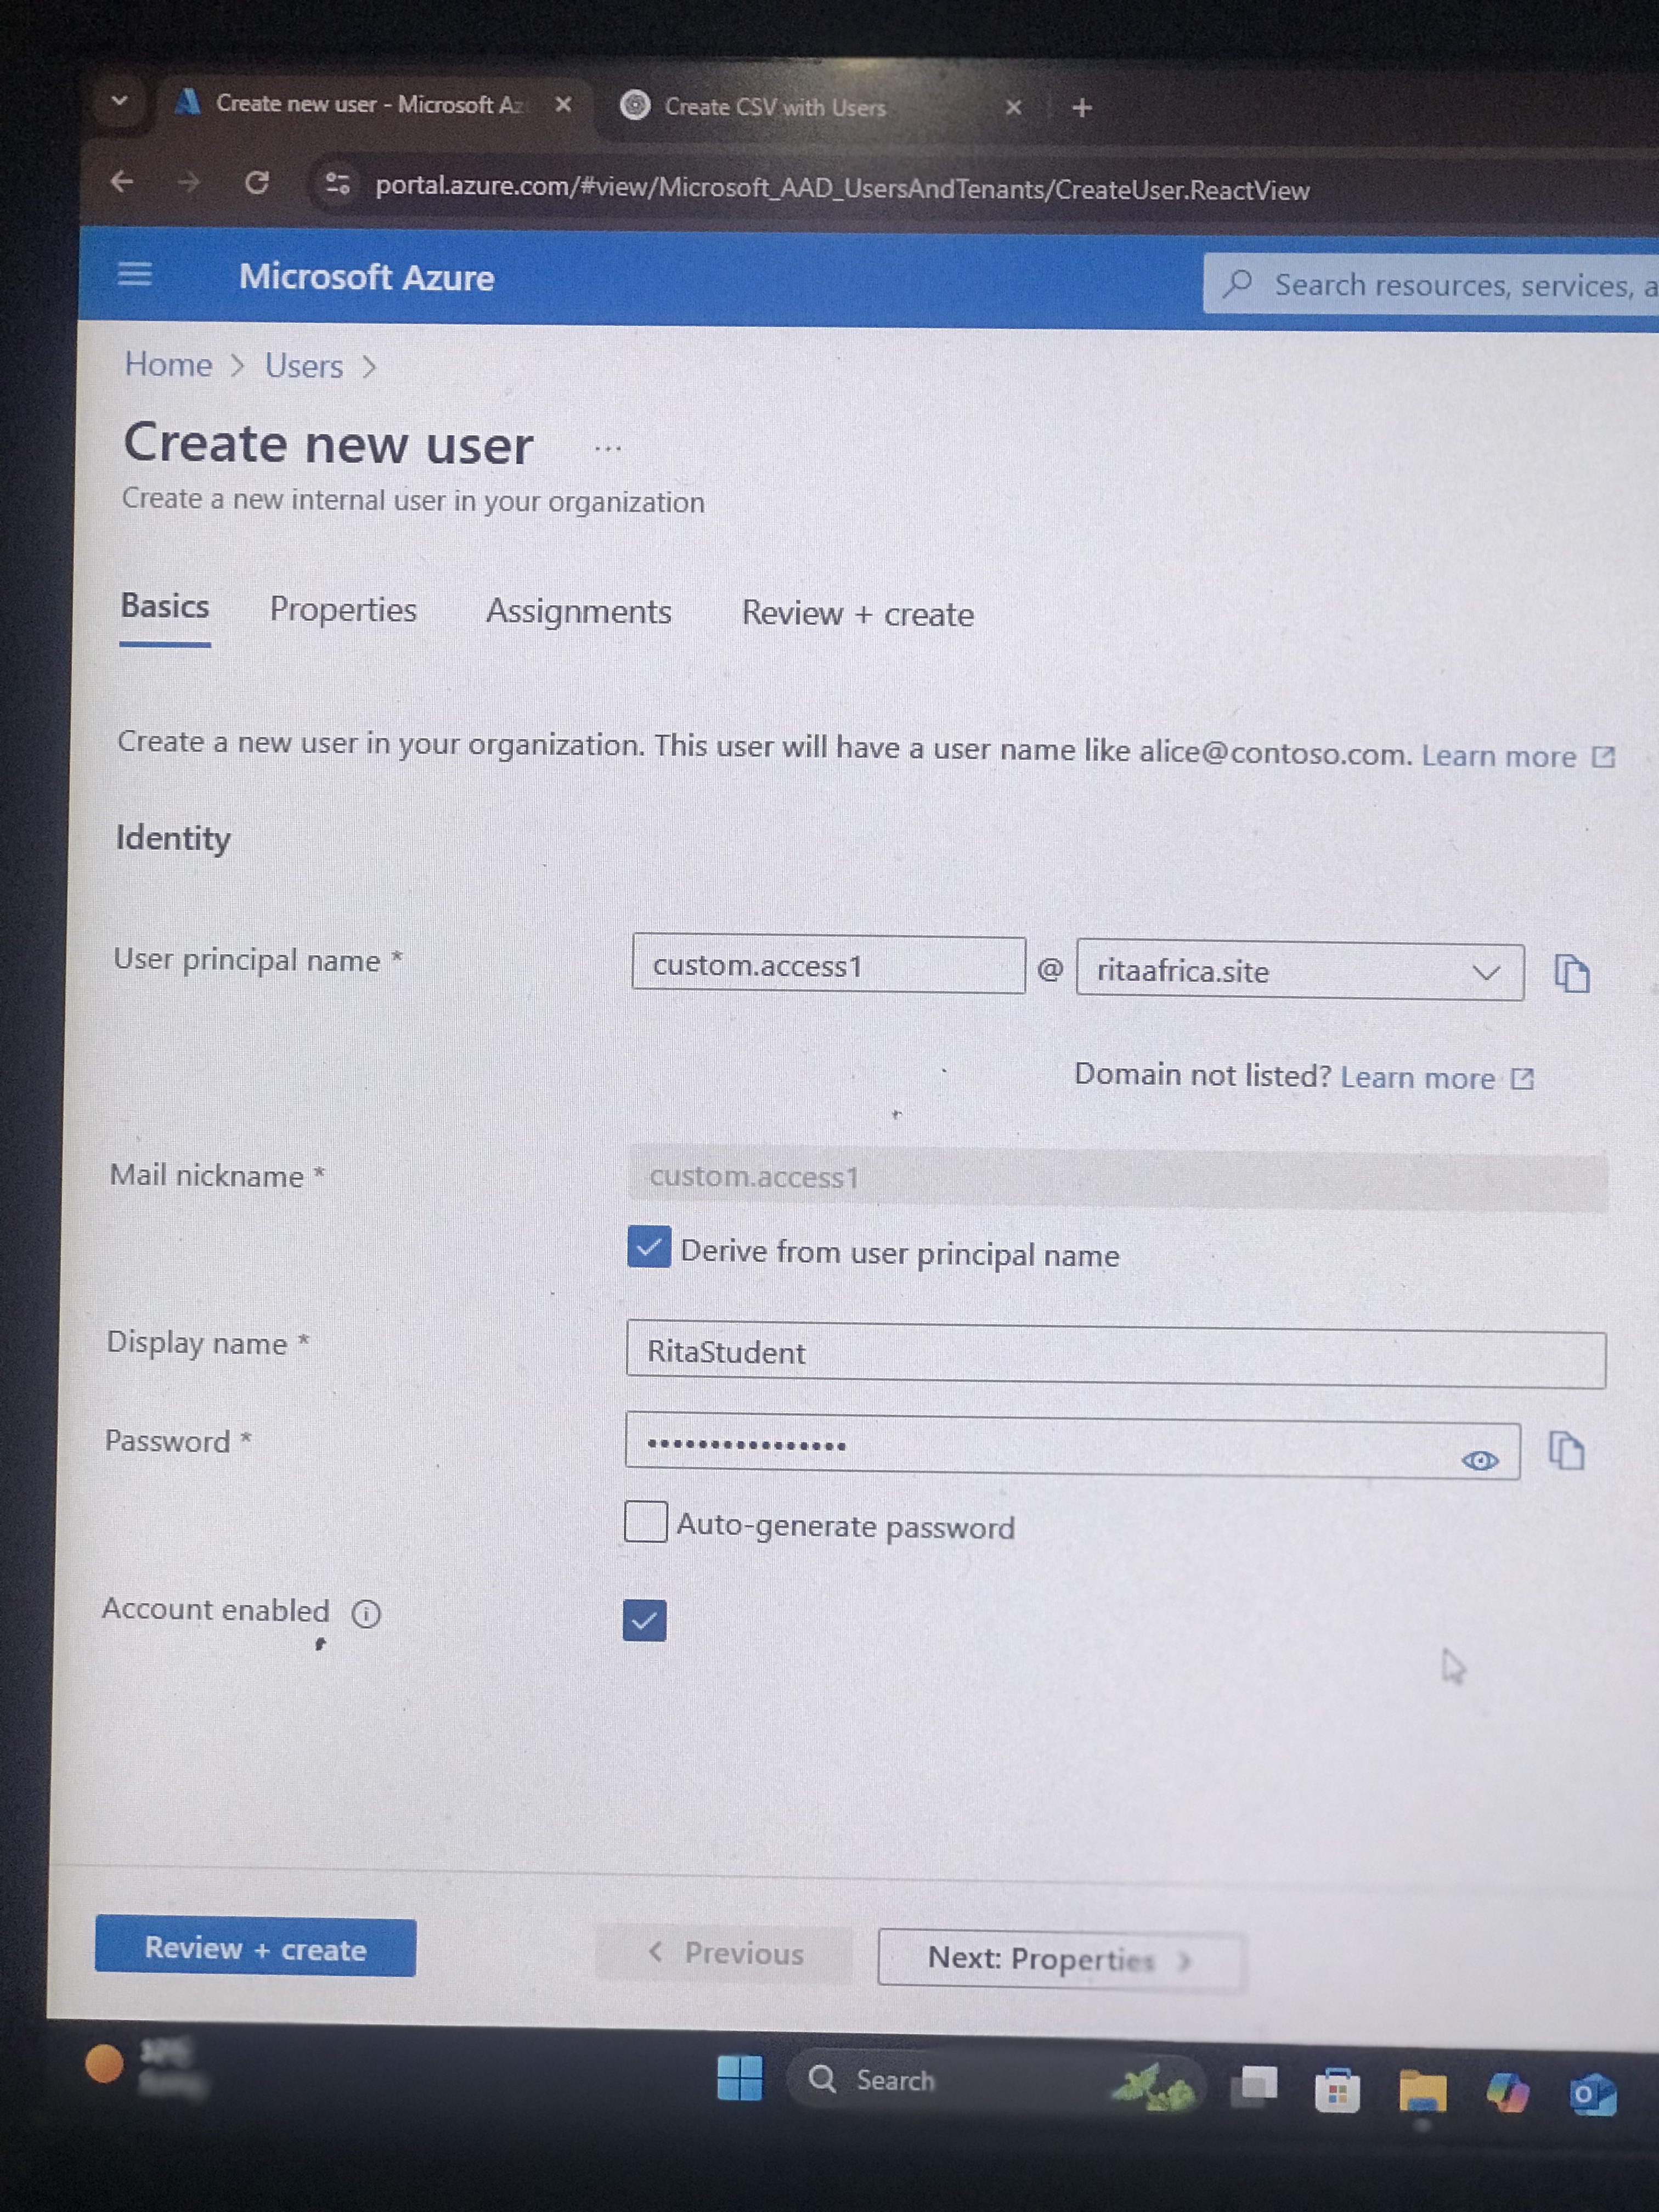 Create new user - Microsoft Az
Create CSV with Users
portal.azure.com/#view/Microsoft_AAD_UsersAndTenants/CreateUser.ReactView
Microsoft Azure
Search resources, services, a
Home > Users >
Create new user ...
Create a new internal user in your organization
Basics Properties Assignments Review + create
Create a new user in your organization. This user will have a user name like alice@contoso.com. Learn more
Identity
User principal name * custom.access1 @ ritaafrica.site
Domain not listed? Learn more
Mail nickname * custom.access1
Derive from user principal name
Display name * RitaStudent
Password * ••••••••••••••••
Auto-generate password
Account enabled
Review + create < Previous Next: Properties >
Search